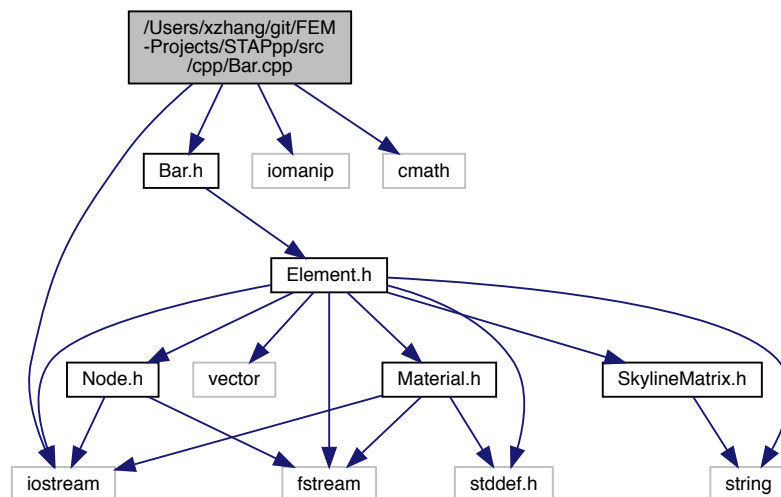 /Users/xzhang/git/FEM
-Projects/STAPpp/src
/cpp/Bar.cpp
Bar.h
iomanip
cmath
Element.h
Node.h
vector
Material.h
SkylineMatrix.h
iostream
fstream
stddef.h
string